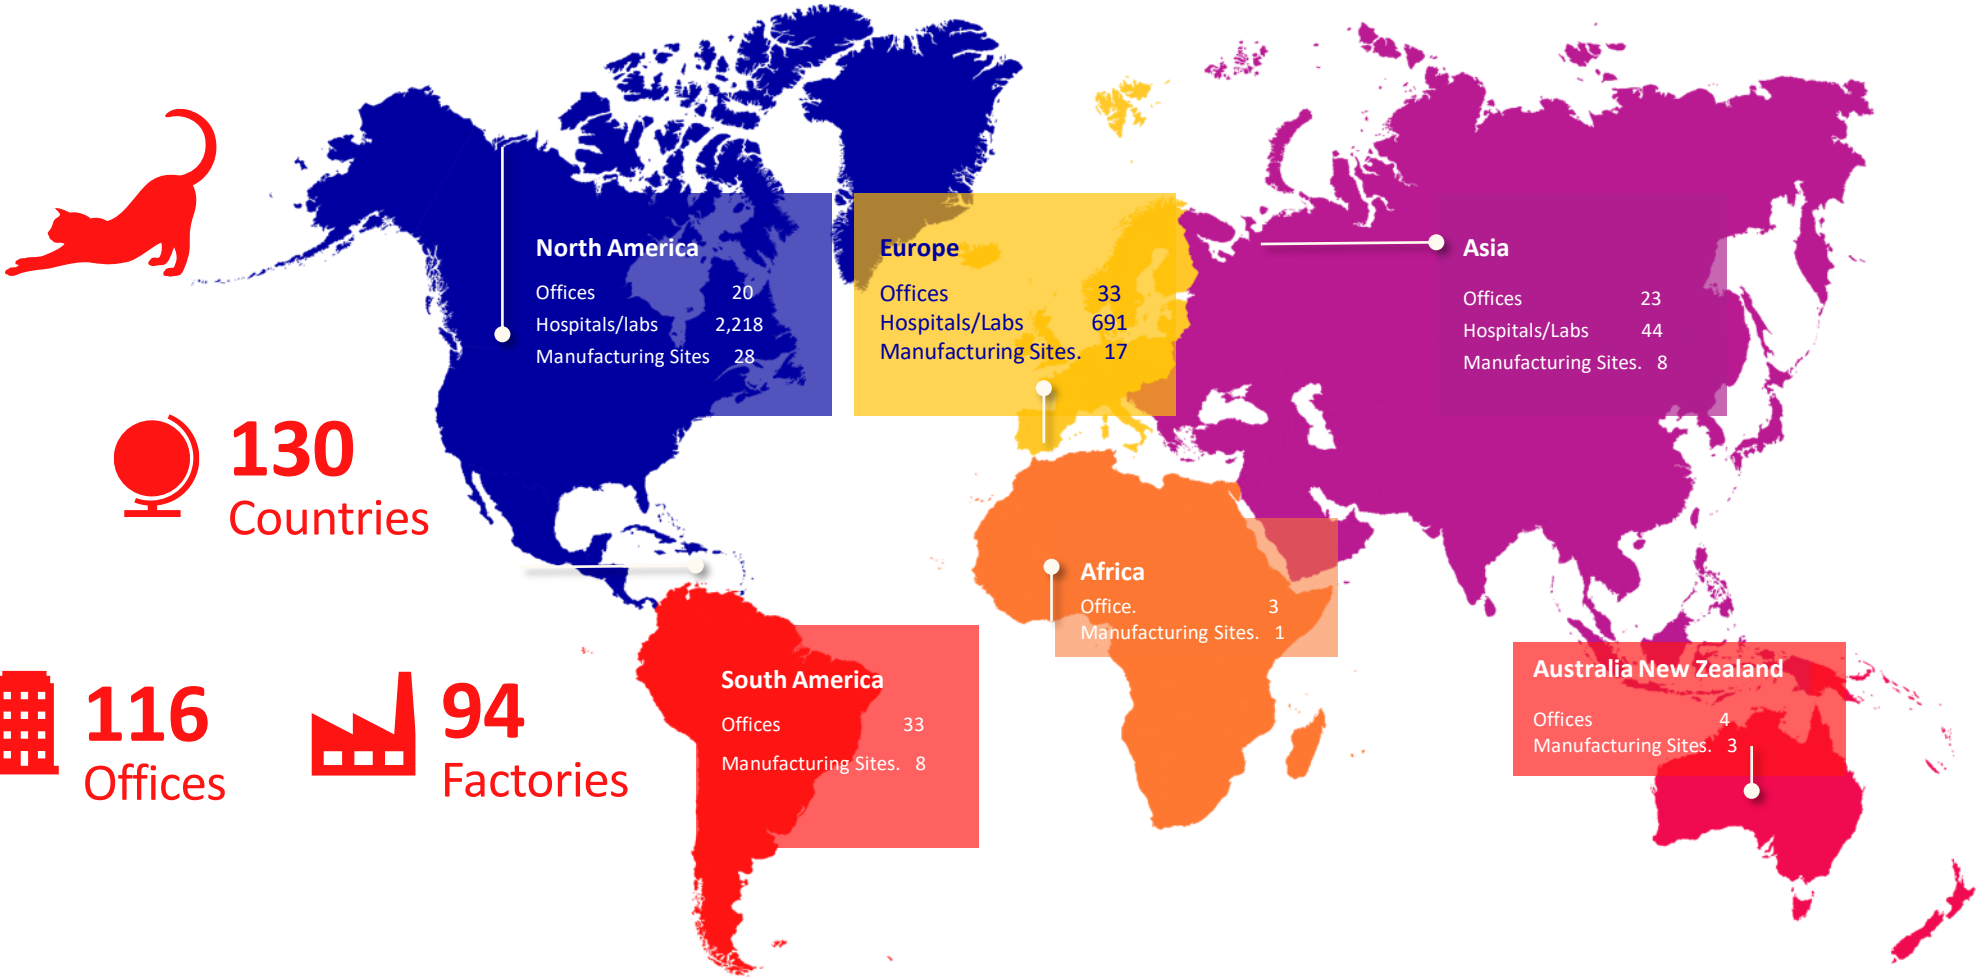 North America
Offices 20
Hospitals/labs 2,218
Manufacturing Sites 28
Europe
Offices 33
Hospitals/Labs 691
Manufacturing Sites. 17
Asia
Offices 23
Hospitals/Labs 44
Manufacturing Sites. 8
130
Countries
Africa
Office. 3
Manufacturing Sites. 1
116
Offices
94
Factories
South America
Offices 33
Manufacturing Sites. 8
Australia New Zealand
Offices 4
Manufacturing Sites. 3